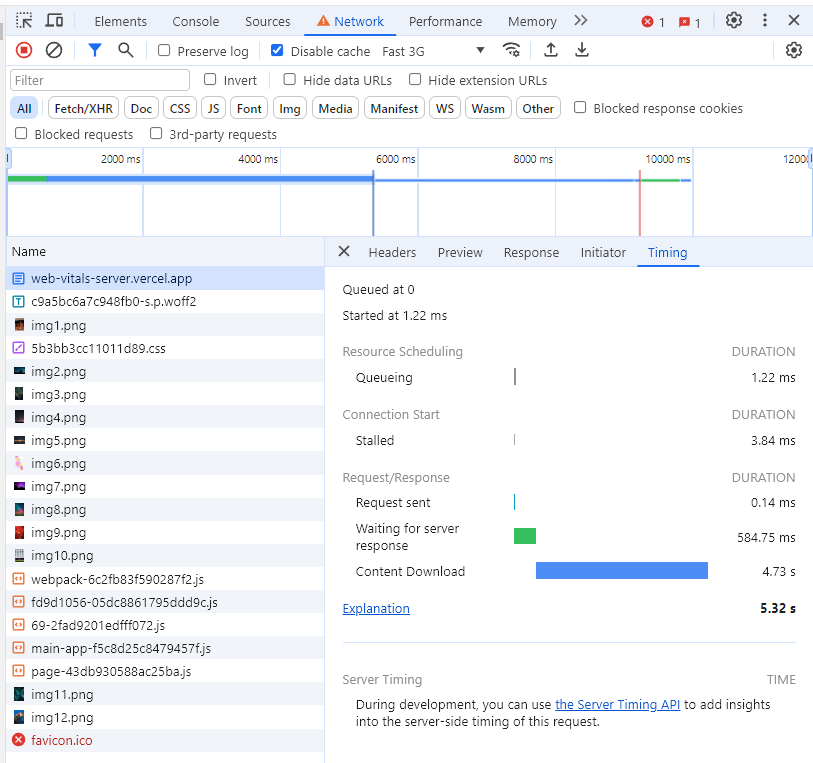 Elements Console Sources Network Performance Memory 1 1
Preserve log Disable cache Fast 3G
Filter Invert Hide data URLs Hide extension URLs
All Fetch/XHR Doc CSS JS Font Img Media Manifest WS Wasm Other Blocked response cookies
Blocked requests 3rd-party requests
2000 ms 4000 ms 6000 ms 8000 ms 10000 ms 12000
Name
web-vitals-server.vercel.app
c9a5bc6a7c948fb0-s.p.woff2
img1.png
5b3bb3cc11011d89.css
img2.png
img3.png
img4.png
img5.png
img6.png
img7.png
img8.png
img9.png
img10.png
webpack-6c2fb83f590287f2.js
fd9d1056-05dc8861795ddd9c.js
69-2fad9201edfff072.js
main-app-f5c8d25c8479457f.js
page-43db930588ac25ba.js
img11.png
img12.png
favicon.ico
Headers Preview Response Initiator Timing
Queued at 0
Started at 1.22 ms
Resource Scheduling DURATION
Queueing 1.22 ms
Connection Start DURATION
Stalled 3.84 ms
Request/Response DURATION
Request sent 0.14 ms
Waiting for server
response 584.75 ms
Content Download 4.73 s
Explanation 5.32 s
Server Timing TIME
During development, you can use the Server Timing API to add insights
into the server-side timing of this request.